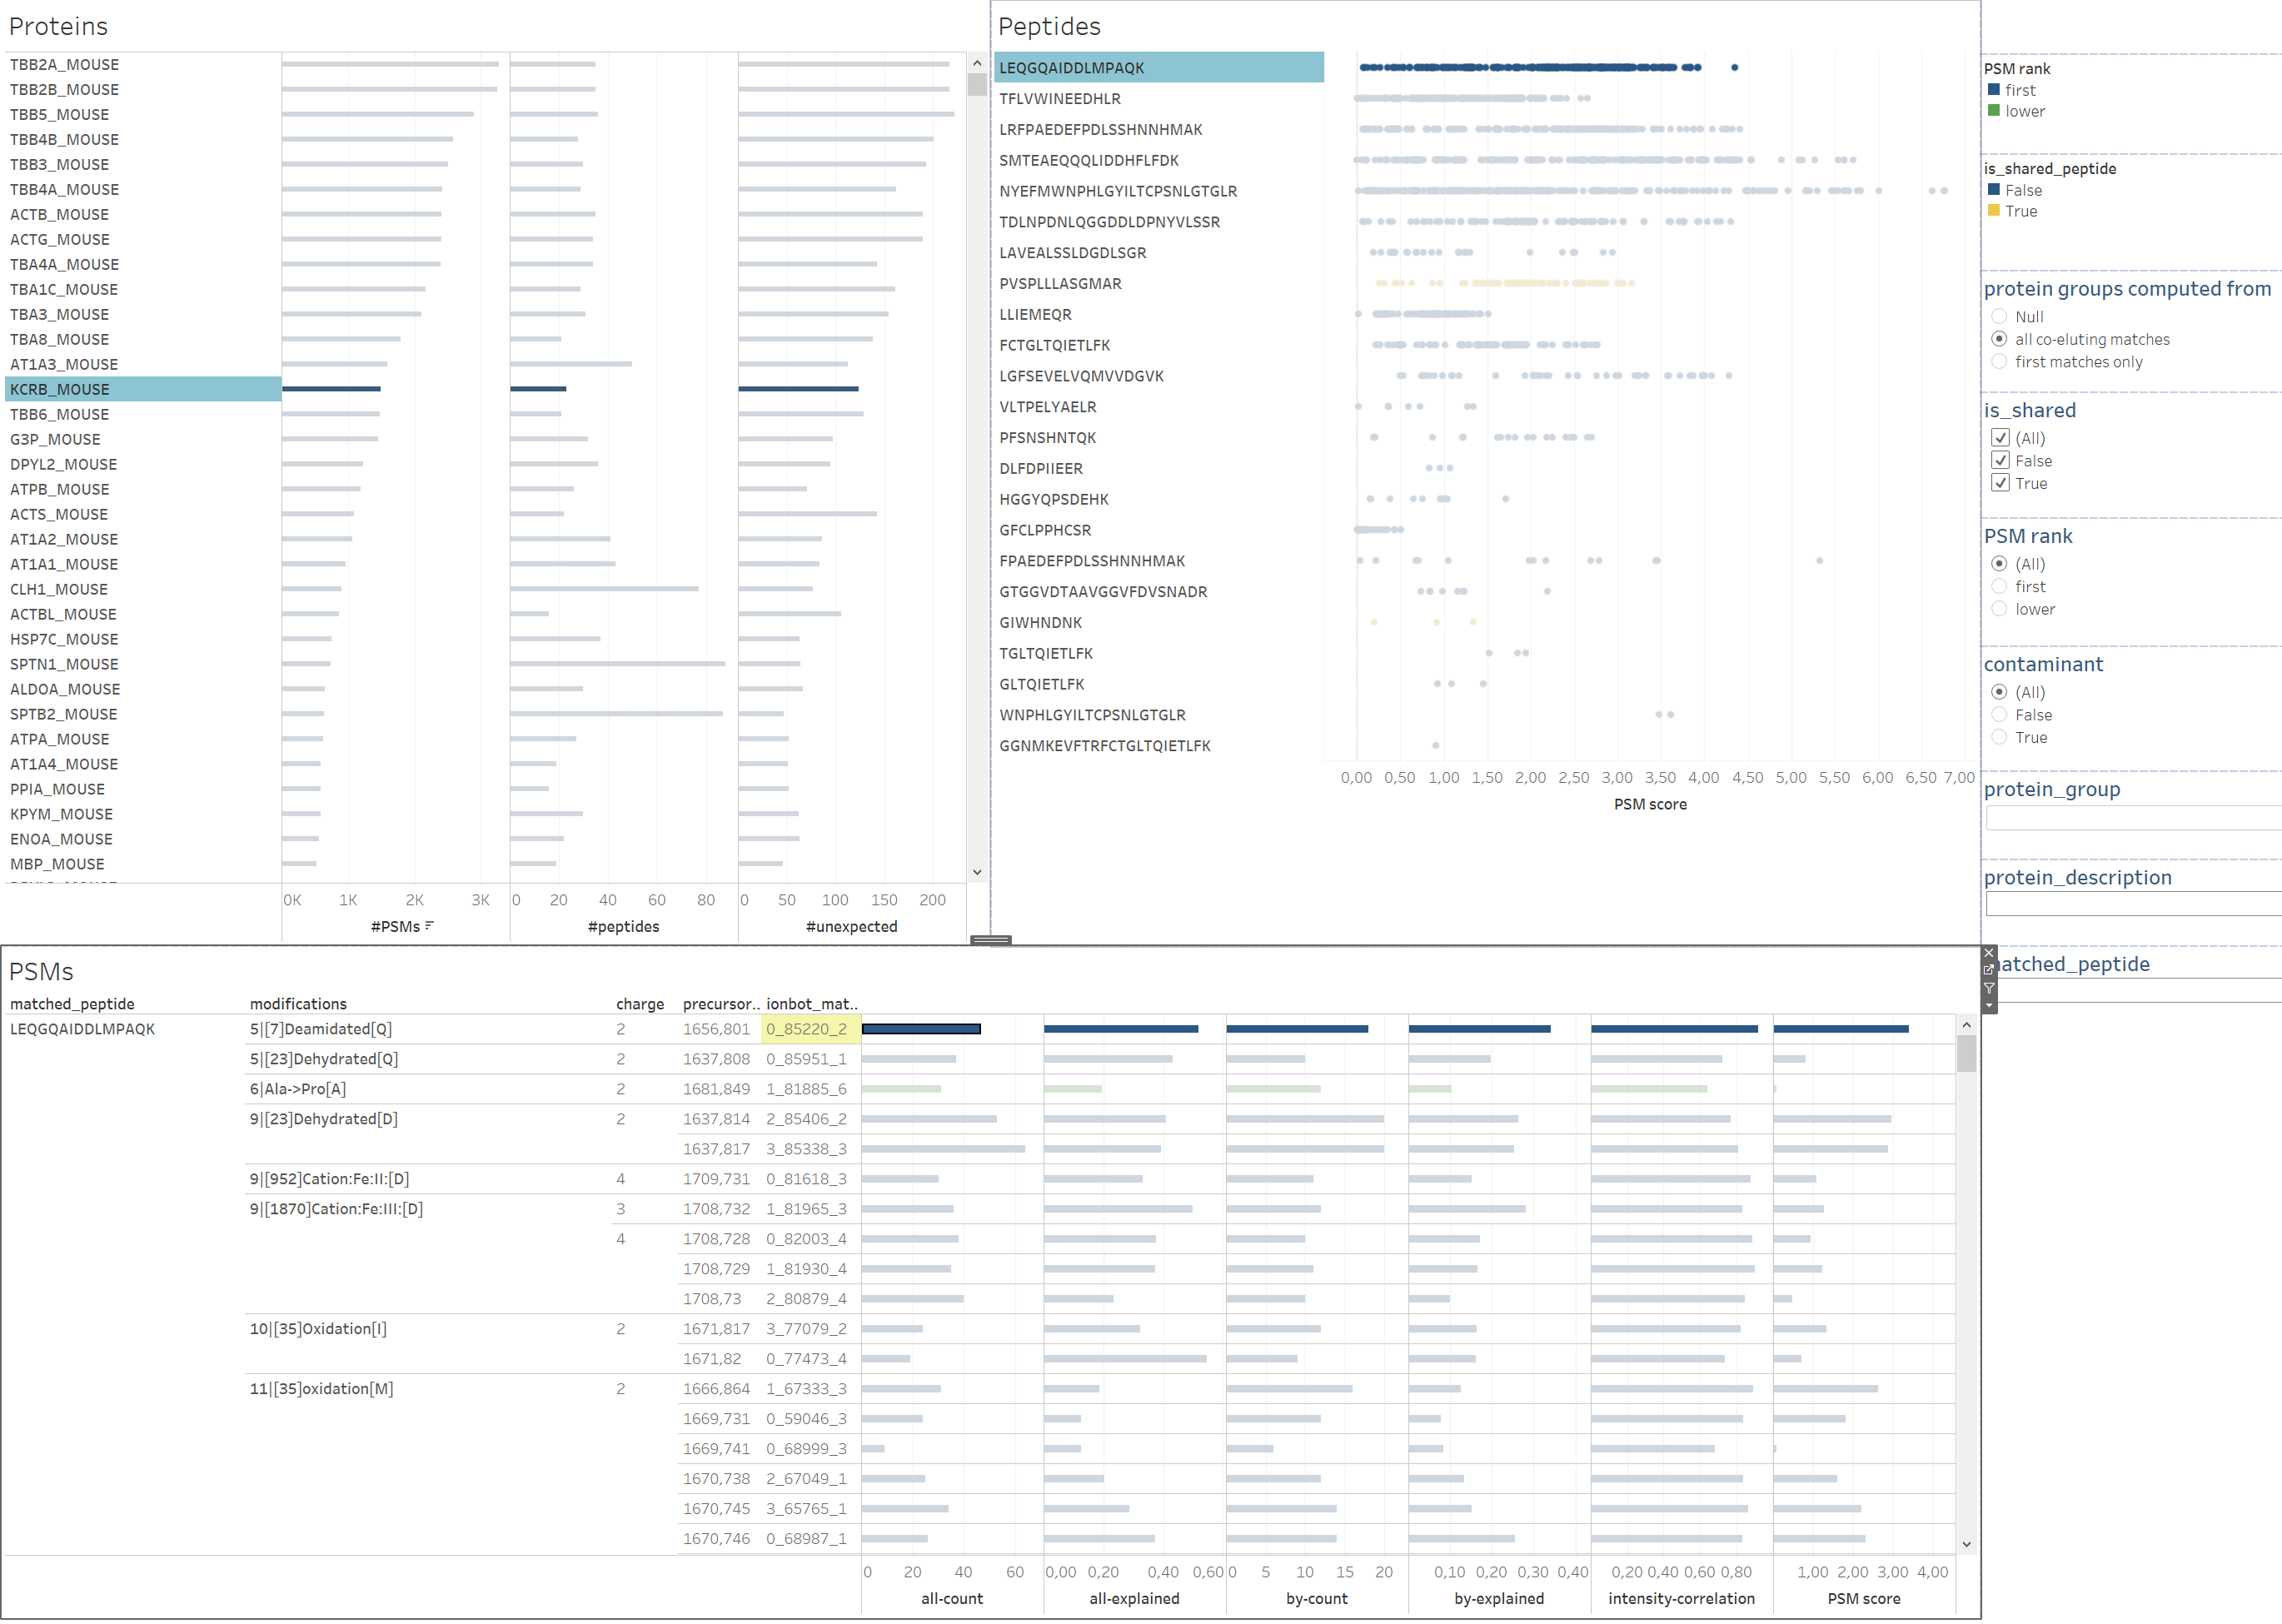 Proteins
TBB2A_MOUSE
TBB2B_MOUSE
TBB5_MOUSE
TBB4B_MOUSE
TBB3_MOUSE
TBB4A_MOUSE
ACTB_MOUSE
ACTG_MOUSE
TBA4A_MOUSE
TBA1C_MOUSE
TBA3_MOUSE
TBA8_MOUSE
AT1A3_MOUSE
KCRB_MOUSE
TBB6_MOUSE
G3P_MOUSE
DPYL2_MOUSE
ATPB_MOUSE
ACTS_MOUSE
AT1A2_MOUSE
AT1A1_MOUSE
CLH1_MOUSE
ACTBL_MOUSE
HSP7C_MOUSE
SPTN1_MOUSE
ALDOA_MOUSE
SPTB2_MOUSE
ATPA_MOUSE
AT1A4_MOUSE
PPIA_MOUSE
KPYM_MOUSE
ENOA_MOUSE
MBP_MOUSE
0K 1K 2K 3K 0 20 40 60 80 0 50 100 150 200
#PSMs #peptides #unexpected
Peptides
LEQGQAIDDLMPAQK
TFLVWINEEDHLR
LRFPAEDEFPDLSSHNNHMAK
SMTEAEQQQLIDDHFLFDK
NYEFMWNPHLGYILTCPSNLGTGLR
TDLNPDNLQGGDDLDPNYVLSSR
LAVEALSSLDGDLSGR
PVSPLLLASGMAR
LLIEMEQR
FCTGLTQIETLFK
LGFSEVELVQMVVDGVK
VLTPELYAELR
PFSNSHNTQK
DLFDPIIEER
HGGYQPSDEHK
GFCLPPHCSR
FPAEDEFPDLSSHNNHMAK
GTGGVDTAAVGGVFDVSNADR
GIWHNDNK
TGLTQIETLFK
GLTQIETLFK
WNPHLGYILTCPSNLGTGLR
GGNMKEVFTRFCTGLTQIETLFK
0,00 0,50 1,00 1,50 2,00 2,50 3,00 3,50 4,00 4,50 5,00 5,50 6,00 6,50 7,00
PSM score
PSM rank
first
lower
is_shared_peptide
False
True
protein groups computed from
Null
all co-eluting matches
first matches only
is_shared
(All)
False
True
PSM rank
(All)
first
lower
contaminant
(All)
False
True
protein_group
protein_description
atched_peptide
PSMs
matched_peptide modifications charge precursor.. ionbot_mat..
LEQGQAIDDLMPAQK 5|[7]Deamidated[Q] 2 1656,801 0_85220_2
5|[23]Dehydrated[Q] 2 1637,808 0_85951_1
6|Ala->Pro[A] 2 1681,849 1_81885_6
9|[23]Dehydrated[D] 2 1637,814 2_85406_2
1637,817 3_85338_3
9|[952]Cation:Fe:II:[D] 4 1709,731 0_81618_3
9|[1870]Cation:Fe:III:[D] 3 1708,732 1_81965_3
4 1708,728 0_82003_4
1708,729 1_81930_4
1708,73 2_80879_4
10|[35]Oxidation[I] 2 1671,817 3_77079_2
1671,82 0_77473_4
11|[35]oxidation[M] 2 1666,864 1_67333_3
1669,731 0_59046_3
1669,741 0_68999_3
1670,738 2_67049_1
1670,745 3_65765_1
1670,746 0_68987_1
0 20 40 60 0,00 0,20 0,40 0,60 0 5 10 15 20 0,10 0,20 0,30 0,40 0,20 0,40 0,60 0,80 1,00 2,00 3,00 4,00
all-count all-explained by-count by-explained intensity-correlation PSM score